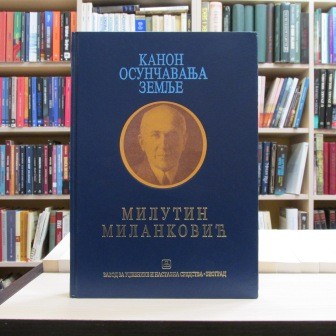 КАНОН
ОСУНЧАВАЊА
ЗЕМЉЕ
МИЛУТИН
МИЛАНКОВИЋ
ЗАВОД ЗА УЏБЕНИКЕ И НАСТАВНА СРЕДСТВА • БЕОГРАД